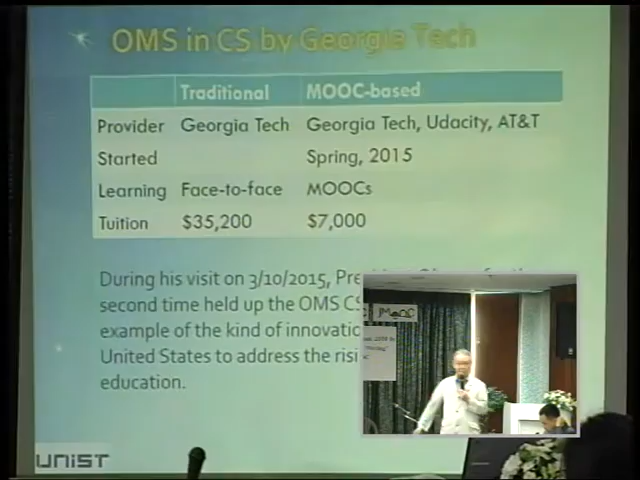 OMS in CS by Georgia Tech
Traditional MOOC-based
Provider Georgia Tech Georgia Tech, Udacity, AT&T
Started Spring, 2015
Learning Face-to-face MOOCs
Tuition $35,200 $7,000
During his visit on 3/10/2015,
second time held up the OMS CS
example of the kind of
United States to address the
education.
JMOOC
UNIST